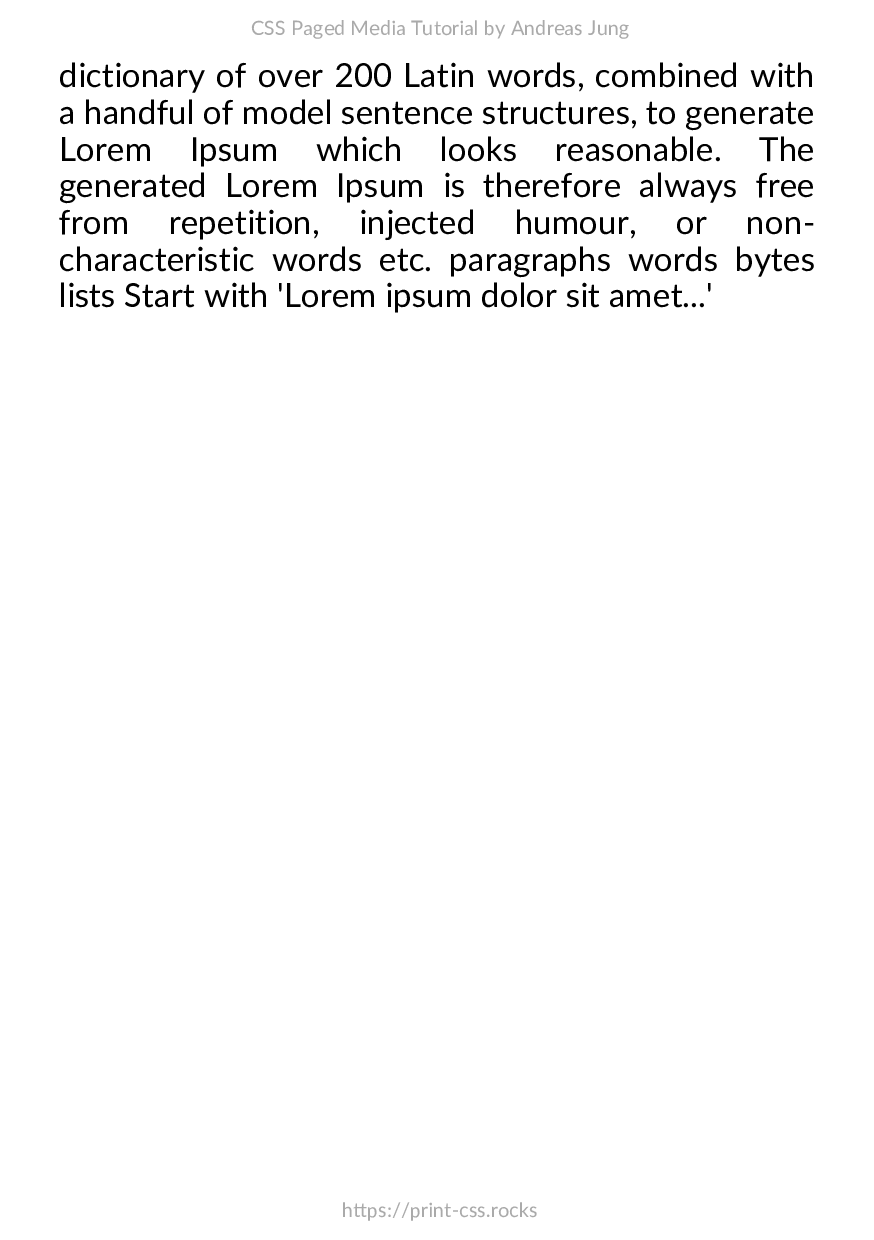 CSS Paged Media Tutorial by Andreas Jung
dictionary of over 200 Latin words, combined with
a handful of model sentence structures, to generate
Lorem Ipsum which looks reasonable. The
generated Lorem Ipsum is therefore always free
from repetition, injected humour, or non-
characteristic words etc. paragraphs words bytes
lists Start with 'Lorem ipsum dolor sit amet...'
https://print-css.rocks